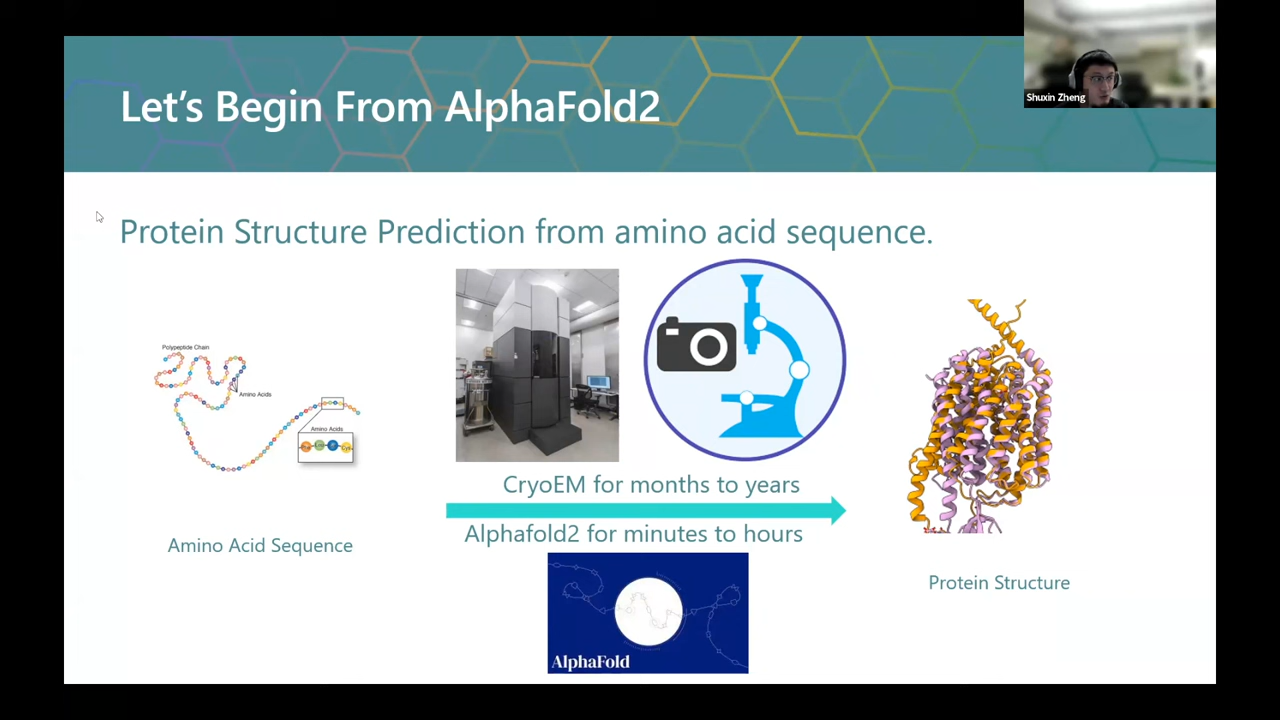 Let's Begin From AlphaFold2
Shuxin Zheng
Protein Structure Prediction from amino acid sequence.
Polypeptide Chain
Amino Acids
Amino Acids
CryoEM for months to years
Alphafold2 for minutes to hours
Amino Acid Sequence
Protein Structure
AlphaFold